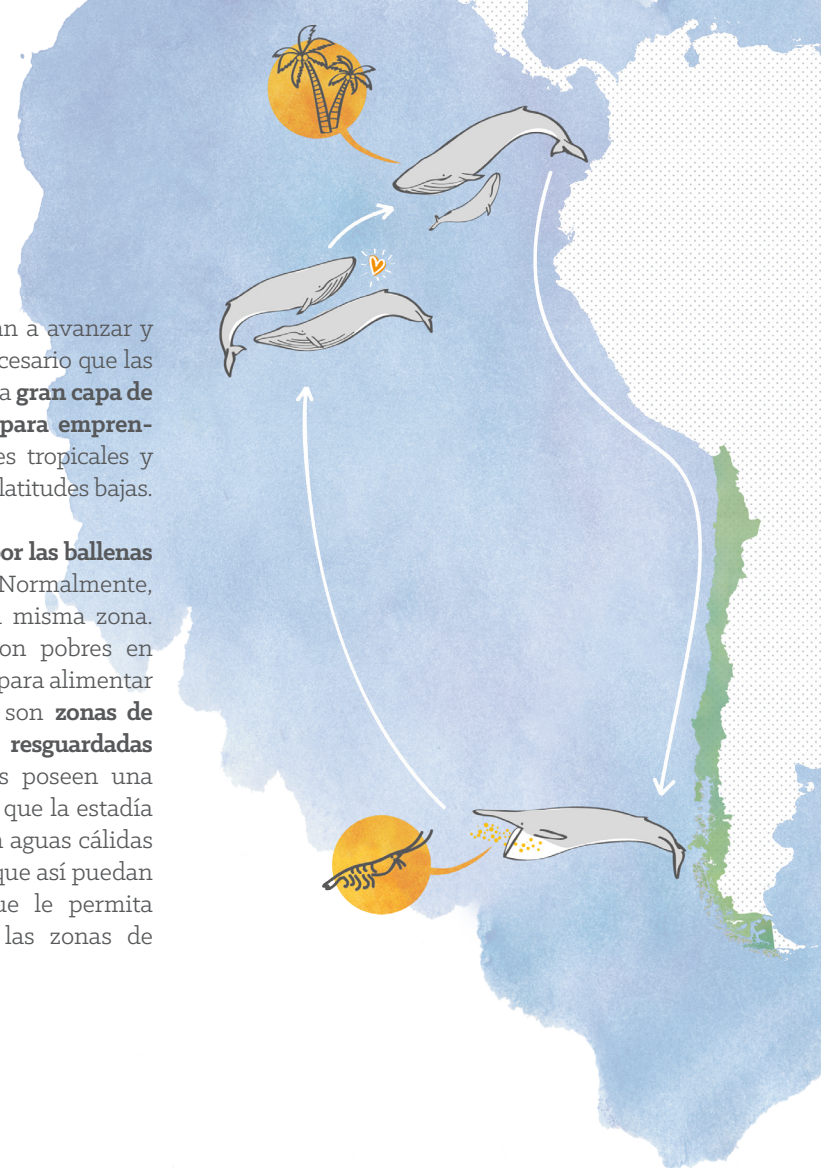 an a avanzar y
cesario que las
a gran capa de
para empren-
es tropicales y
latitudes bajas.
or las ballenas
Normalmente,
misma zona.
on pobres en
para alimentar
son zonas de
resguardadas
s poseen una
que la estadía
n aguas cálidas
que así puedan
ue le permita
las zonas de